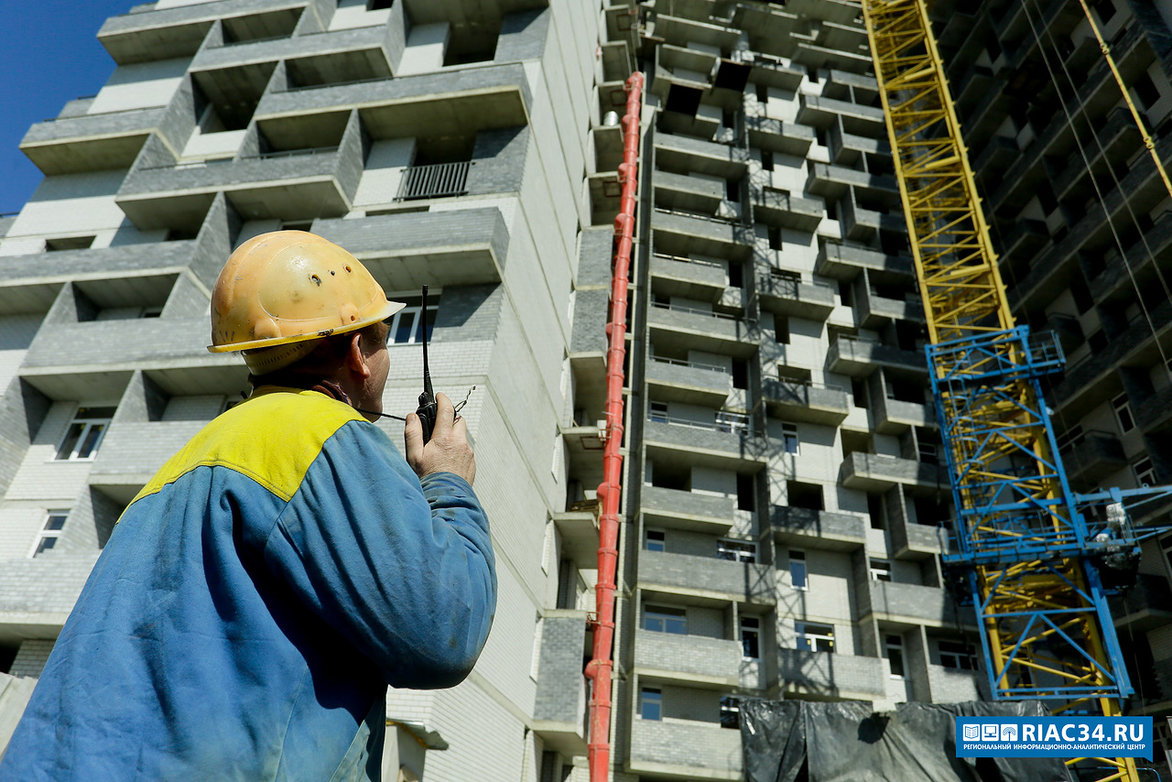 RIAC34.RU
РЕГИОНАЛЬНЫЙ ИНФОРМАЦИОННО-АНАЛИТИЧЕСКИЙ ЦЕНТР